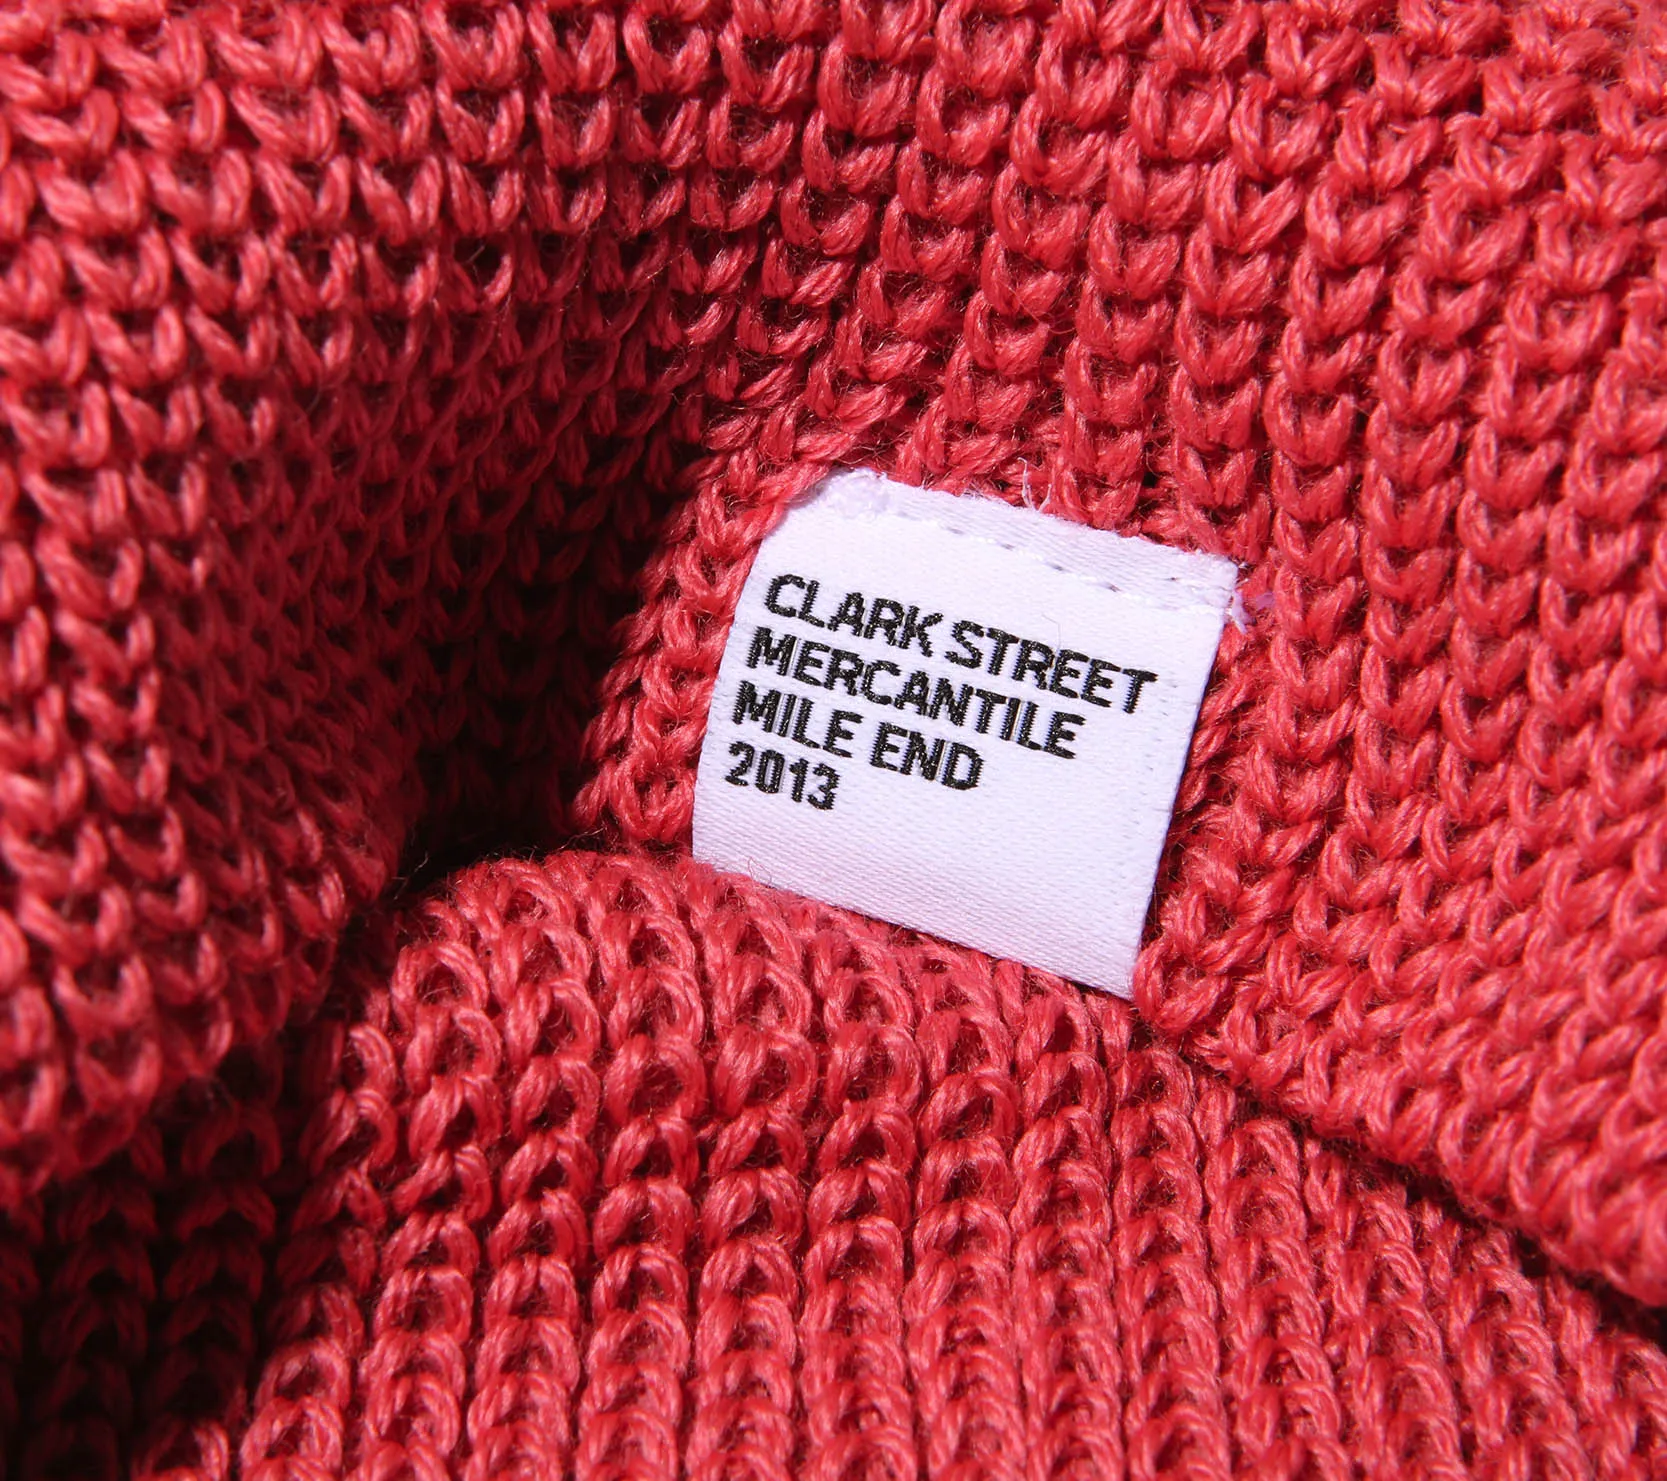 CLARK STREET
MERCANTILE
MILE END
2013